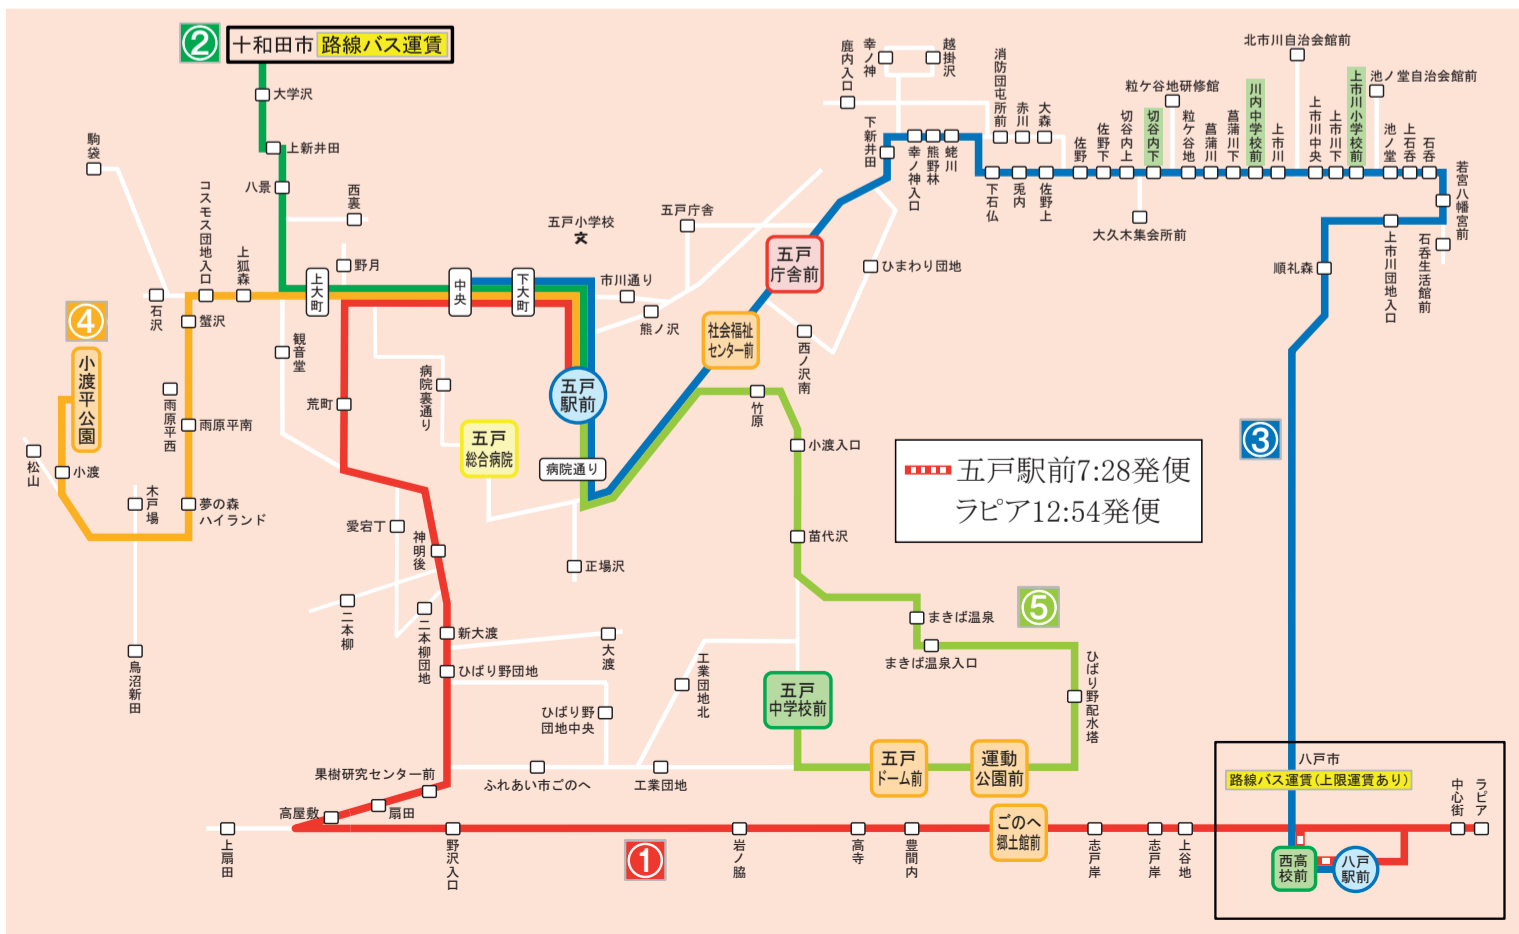 ②
十和田市 路線バス運賃
大学沢
上新井田
八景
西裏
駒袋
コスモス団地入口
上狐森
野月
上大町
中央
下大町
石沢
蟹沢
④
小渡平公園
観音堂
雨原平西
雨原平南
荒町
病院裏通り
五戸
総合病院
松山
小渡
木戸場
夢の森
ハイランド
烏沼新田
愛宕丁
神明後
二本柳
二本柳団地
新大渡
ひばり野団地
大渡
ひばり野
団地中央
果樹研究センター前
ふれあい市ごのへ
工業団地
工業団地北
高屋敷
扇田
上扇田
野沢入口
①
岩ノ脇
高寺
豊間内
ごのへ
郷土館前
志戸岸
志戸岸
上谷地
五戸小学校
文
五戸庁舎
市川通り
熊ノ沢
五戸
駅前
病院通り
正場沢
社会福祉
センター前
五戸
庁舎前
西ノ沢南
ひまわり団地
竹原
小渡入口
苗代沢
まきば温泉
まきば温泉入口
⑤
ひばり野配水塔
五戸
中学校前
五戸
ドーム前
運動
公園前
鹿内入口
幸ノ神
越掛沢
消防団屯所前
赤川
大森
下新井田
幸ノ神入口
熊野林
蛯川
下石仏
兎内
佐野上
佐野
佐野下
切谷内上
切谷内下
粒ケ谷地研修館
粒ケ谷地
菖蒲川
菖蒲川下
川内中学校前
上市川
北市川自治会館前
上市川中央
上市川下
上市川小学校前
池ノ堂自治会館前
池ノ堂
上石呑
石呑
若宮八幡宮前
大久木集会所前
石呑生活館前
上市川団地入口
順礼森
③
五戸駅前7:28発便
ラピア12:54発便
八戸市
路線バス運賃(上限運賃あり)
中心街
ラピア
西高
校前
八戸
駅前